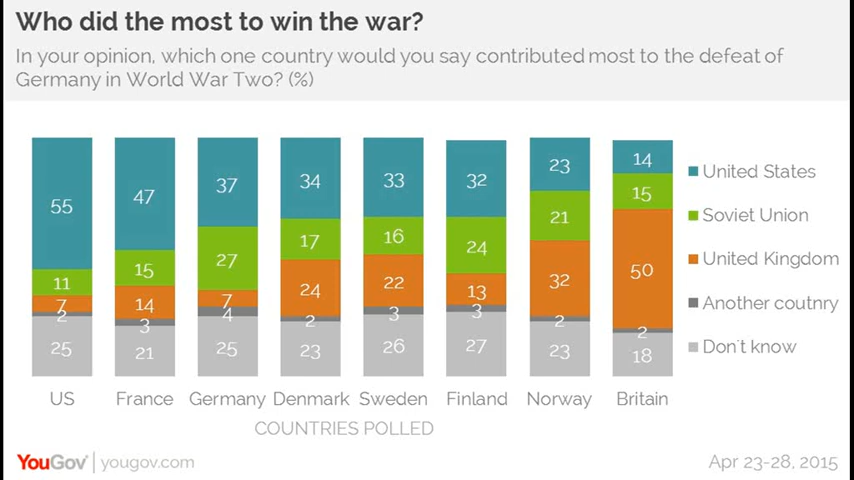 Who did the most to win the war?
In your opinion, which one country would you say contributed most to the defeat of
Germany in World War Two? (%)
55 47 37 34 33 32 23 14
11 15 27 17 16 24 21 15
7 14 7 24 22 13 32 50
2 3 4 2 3 3 2 2
25 21 25 23 26 27 23 18
United States
Soviet Union
United Kingdom
Another coutnry
Don't know
US France Germany Denmark Sweden Finland Norway Britain
COUNTRIES POLLED
YouGov | yougov.com
Apr 23-28, 2015